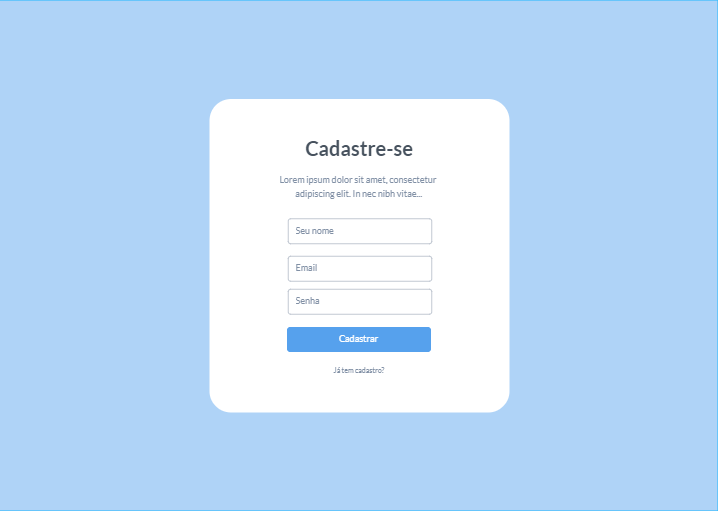 Cadastre-se
Lorem ipsum dolor sit amet, consectetur
adipiscing elit. In nec nibh vitae...
Seu nome
Email
Senha
Cadastrar
Já tem cadastro?